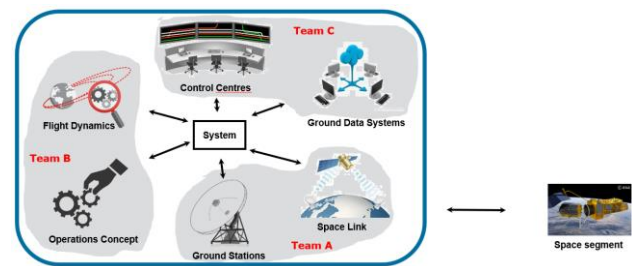 Team C
Control Centres
Flight Dynamics
System
Ground Data Systems
Team B
Operations Concept
Ground Stations
Team A
Space Link
esa
Space segment